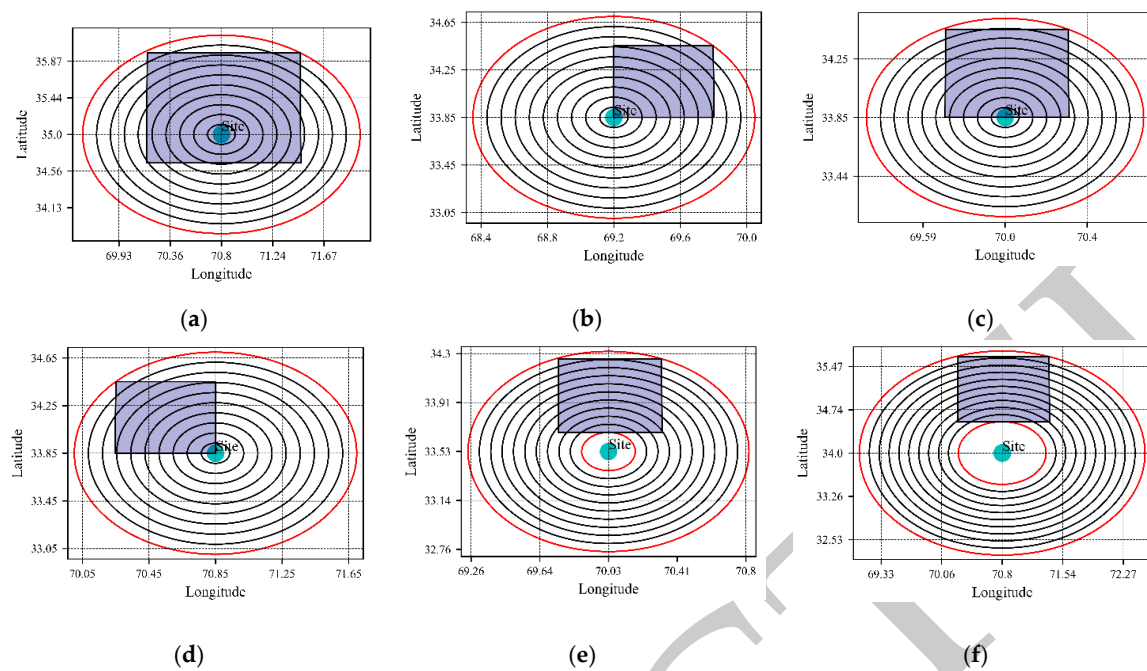 35.87
35.44
35.0
34.56
34.13
Latitude
Site
69.93 70.36 70.8 71.24 71.67
Longitude
(a)
34.65
34.25
33.85
33.45
33.05
Latitude
Site
68.4 68.8 69.2 69.6 70.0
Longitude
(b)
34.25
33.85
33.44
Latitude
Site
69.59 70.0 70.4
Longitude
(c)
34.65
34.25
33.85
33.45
33.05
Latitude
Site
70.05 70.45 70.85 71.25 71.65
Longitude
(d)
34.3
33.91
33.53
33.14
32.76
Latitude
Site
69.26 69.64 70.03 70.41 70.8
Longitude
(e)
35.47
34.74
34.0
33.26
32.53
Latitude
Site
69.33 70.06 70.8 71.54 72.27
Longitude
(f)